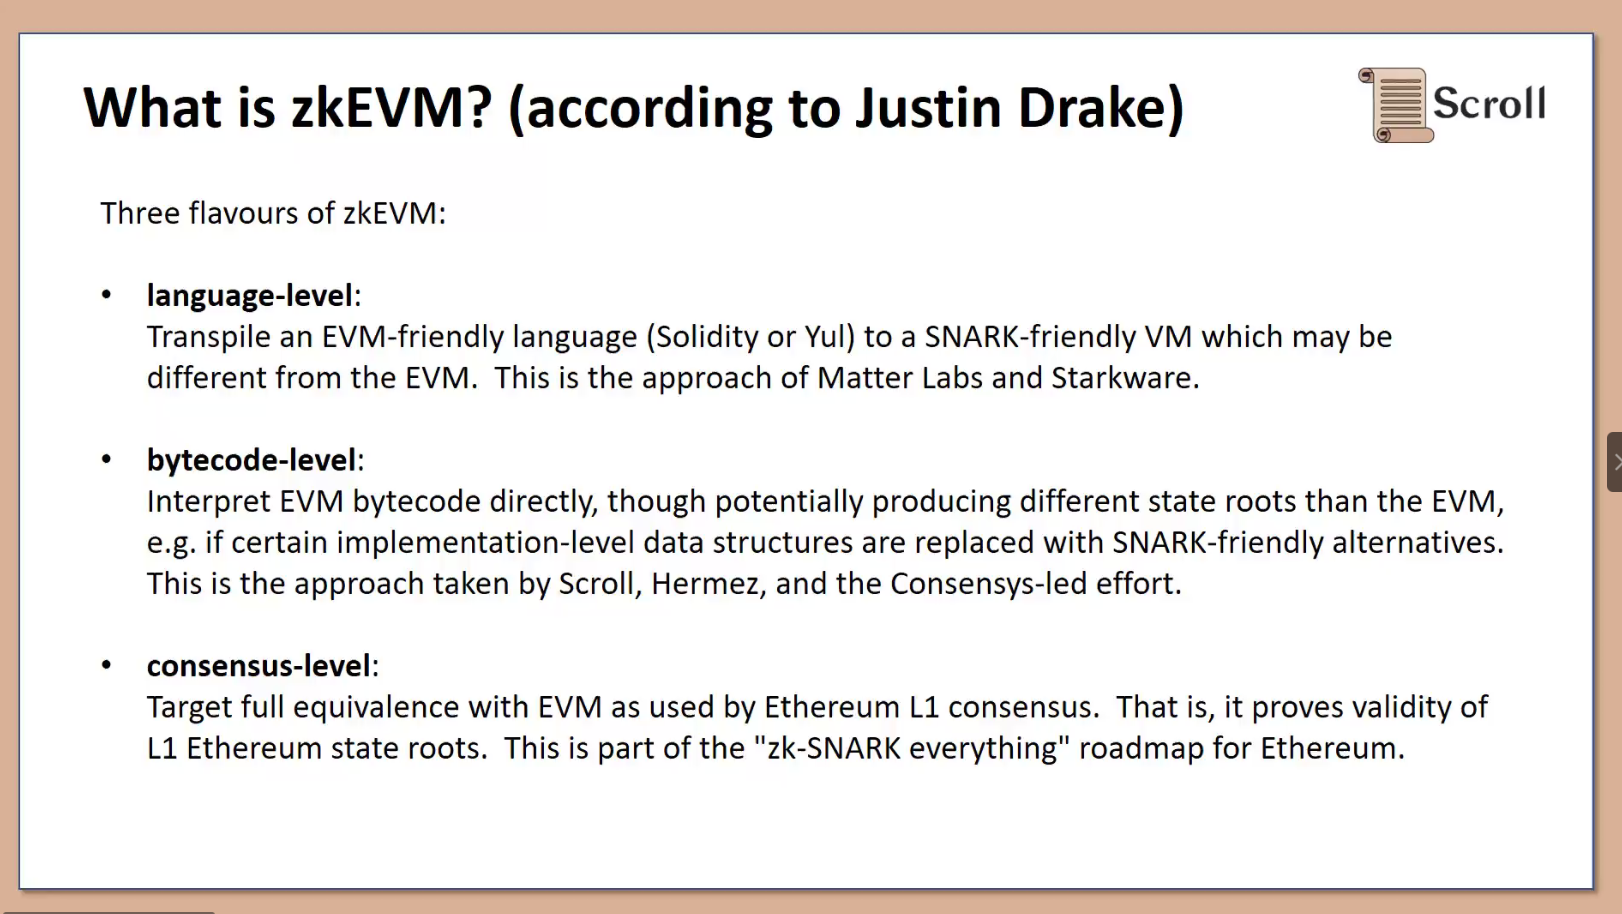 What is zkEVM? (according to Justin Drake)
Scroll
Three flavours of zkEVM:
• language-level:
Transpile an EVM-friendly language (Solidity or Yul) to a SNARK-friendly VM which may be
different from the EVM.  This is the approach of Matter Labs and Starkware.
• bytecode-level:
Interpret EVM bytecode directly, though potentially producing different state roots than the EVM,
e.g. if certain implementation-level data structures are replaced with SNARK-friendly alternatives.
This is the approach taken by Scroll, Hermez, and the Consensys-led effort.
• consensus-level:
Target full equivalence with EVM as used by Ethereum L1 consensus.  That is, it proves validity of
L1 Ethereum state roots.  This is part of the "zk-SNARK everything" roadmap for Ethereum.